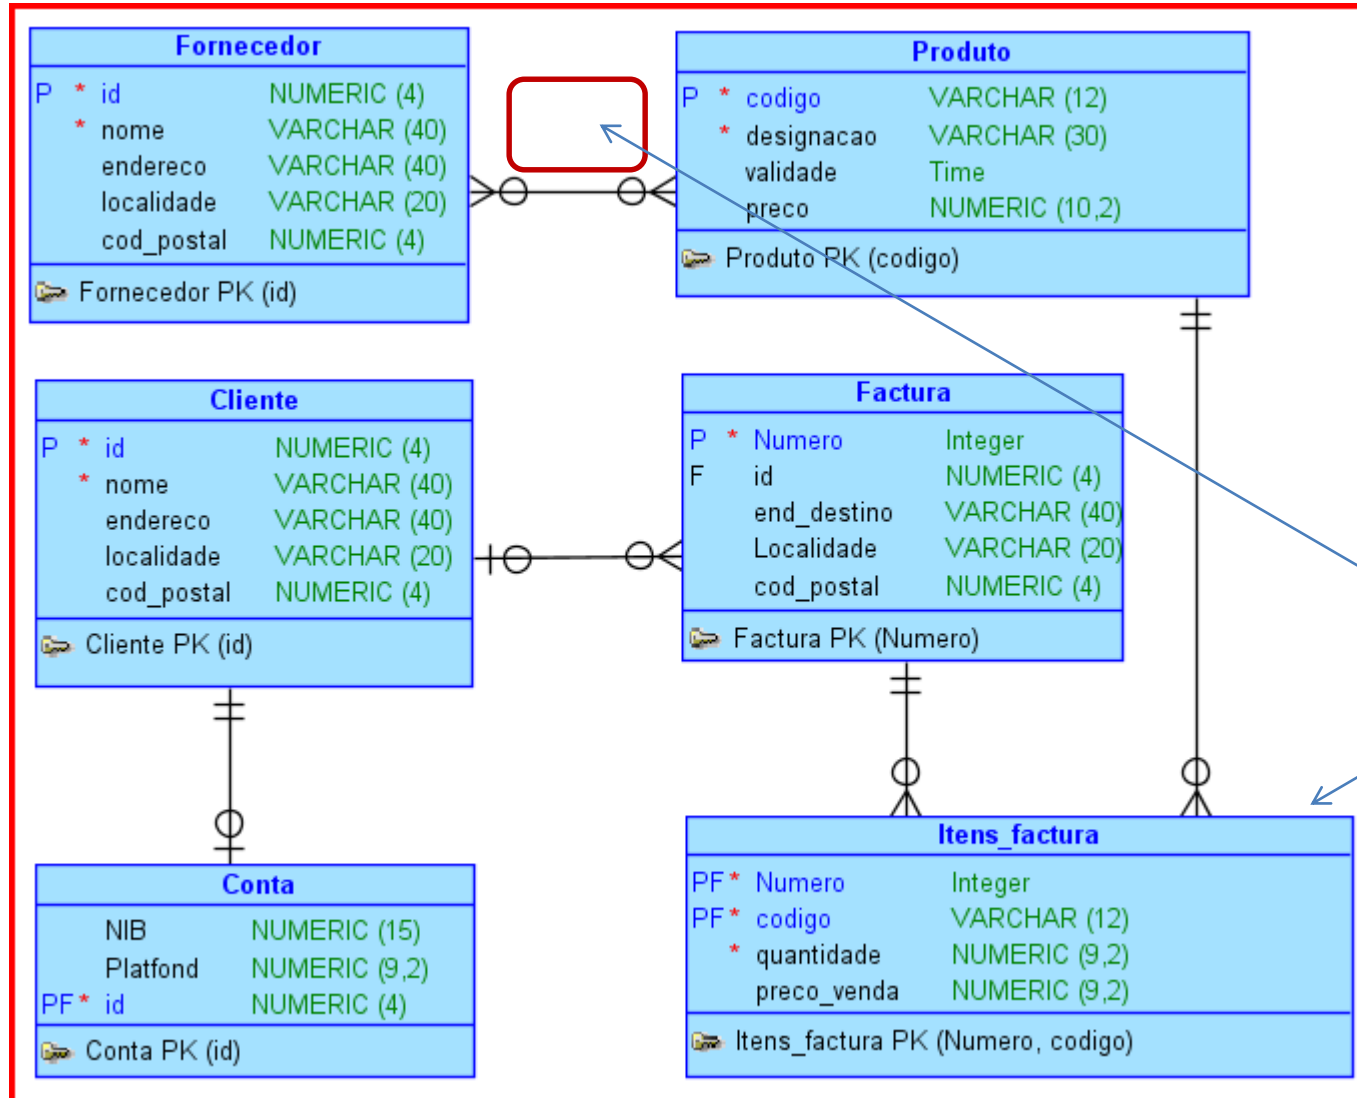 Fornecedor
P * id NUMERIC (4)
* nome VARCHAR (40)
endereco VARCHAR (40)
localidade VARCHAR (20)
cod_postal NUMERIC (4)
Fornecedor PK (id)
Produto
P * codigo VARCHAR (12)
* designacao VARCHAR (30)
validade Time
preco NUMERIC (10,2)
Produto PK (codigo)
Cliente
P * id NUMERIC (4)
* nome VARCHAR (40)
endereco VARCHAR (40)
localidade VARCHAR (20)
cod_postal NUMERIC (4)
Cliente PK (id)
Factura
P * Numero Integer
F id NUMERIC (4)
end_destino VARCHAR (40)
Localidade VARCHAR (20)
cod_postal NUMERIC (4)
Factura PK (Numero)
Conta
NIB NUMERIC (15)
Platfond NUMERIC (9,2)
PF * id NUMERIC (4)
Conta PK (id)
Itens_factura
PF * Numero Integer
PF * codigo VARCHAR (12)
* quantidade NUMERIC (9,2)
preco_venda NUMERIC (9,2)
Itens_factura PK (Numero, codigo)